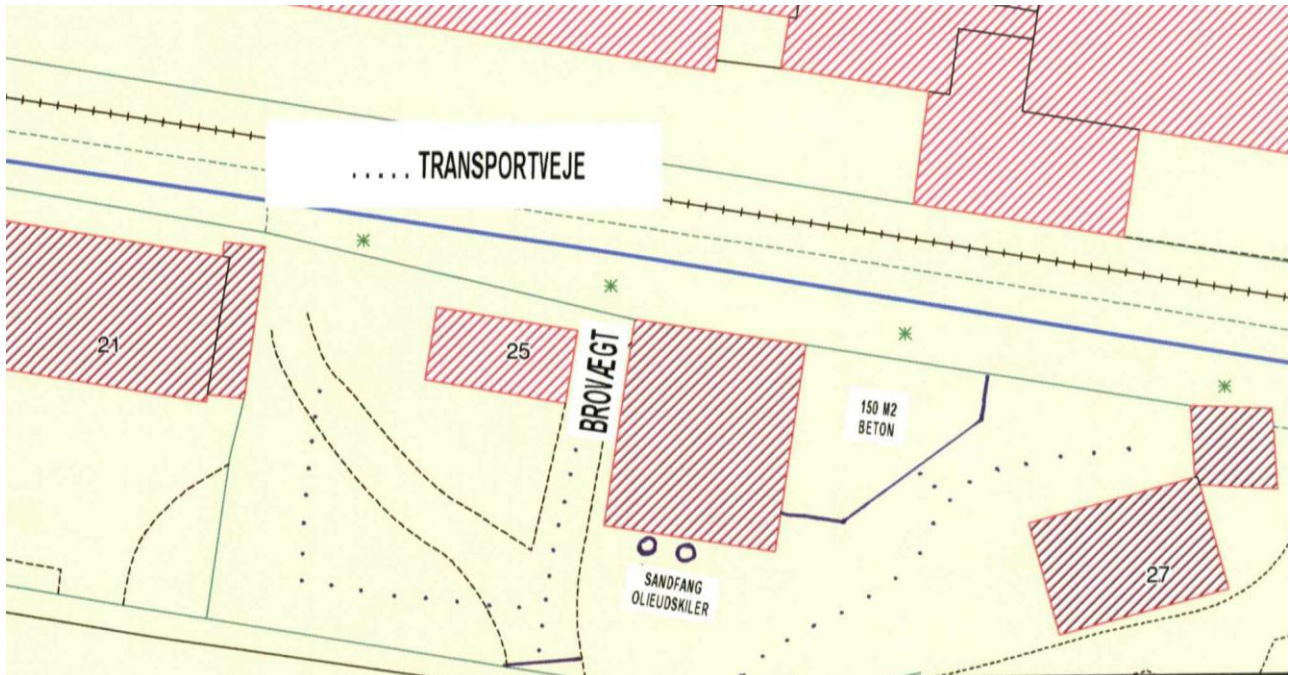 ..... TRANSPORTVEJE
21
25
BROVÆGT
150 M2
BETON
SANDFANG
OLIEUDSKILER
27